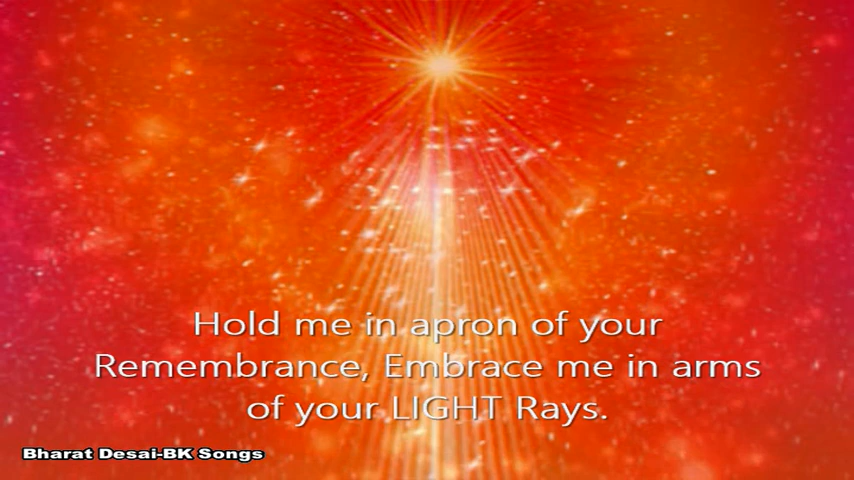 Hold me in apron of your
Remembrance, Embrace me in arms
of your LIGHT Rays.
Bharat Desai-BK Songs